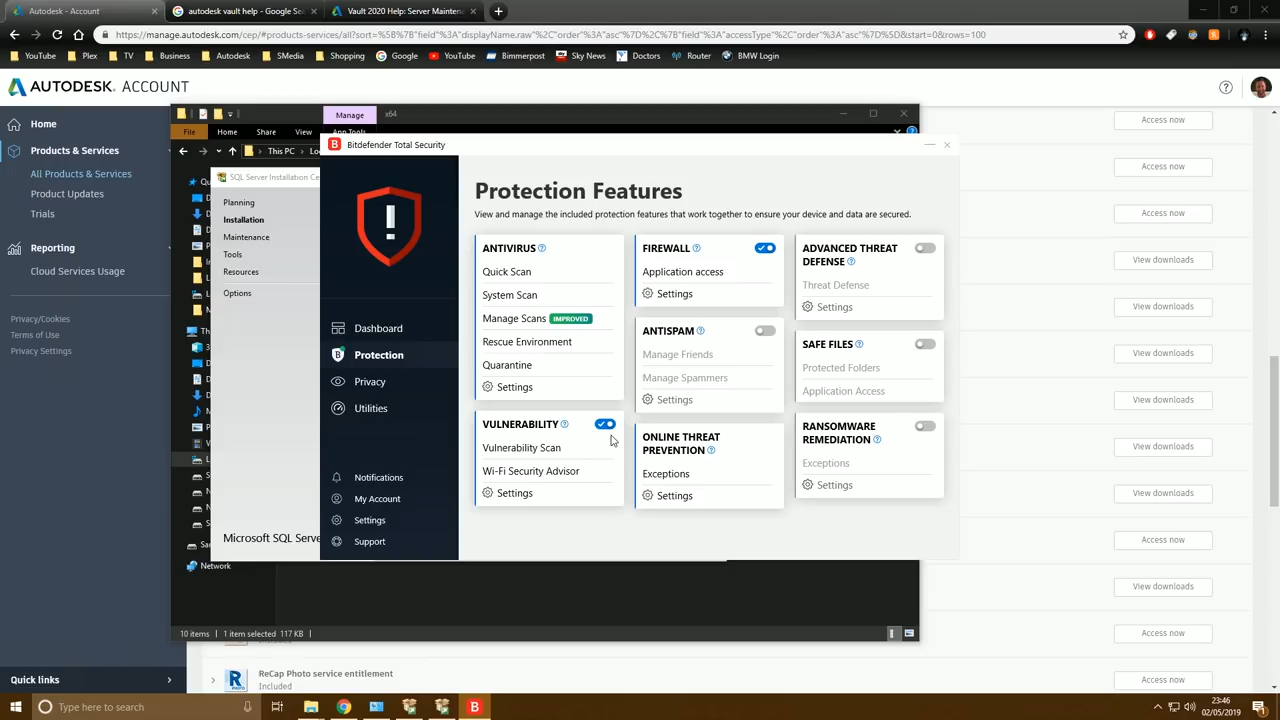 Autodesk - Account
autodesk vault help - Google Se
Vault 2020 Help: Server Mainten
https://manage.autodesk.com/cep/#products-services/all?sort=%5B%7B"field"%3A"displayName.raw"%2C"order"%3A"asc"%7D%2C%7B"field"%3A"accessType"%2C"order"%3A"asc"%7D%5D&start=0&rows=100
YouTube
Plex
TV
Business
Autodesk
SMedia
Shopping
Google
YouTube
Bimmerpost
Sky News
Doctors
Router
BMW Login
AUTODESK. ACCOUNT
Home
Products & Services
All Products & Services
Product Updates
Trials
Reporting
Cloud Services Usage
Privacy/Cookies
Terms of Use
Privacy Settings
Quick links
Manage
x64
File
Home
Share
View
App Tools
This PC
SQL Server Installation Ce
Planning
Installation
Maintenance
Tools
Resources
Options
Microsoft SQL Serve
Network
10 items
1 item selected 117 KB
Bitdefender Total Security
Dashboard
Protection
Privacy
Utilities
Notifications
My Account
Settings
Support
Protection Features
View and manage the included protection features that work together to ensure your device and data are secured.
ANTIVIRUS
Quick Scan
System Scan
Manage Scans IMPROVED
Rescue Environment
Quarantine
Settings
VULNERABILITY
Vulnerability Scan
Wi-Fi Security Advisor
Settings
FIREWALL
Application access
Settings
ANTISPAM
Manage Friends
Manage Spammers
Settings
ONLINE THREAT
PREVENTION
Exceptions
Settings
ADVANCED THREAT
DEFENSE
Threat Defense
Settings
SAFE FILES
Protected Folders
Application Access
RANSOMWARE
REMEDIATION
Exceptions
Settings
Access now
Access now
Access now
View downloads
View downloads
View downloads
View downloads
View downloads
View downloads
Access now
View downloads
Access now
Access now
ReCap Photo service entitlement
Included
Type here to search
23:46
02/05/2019